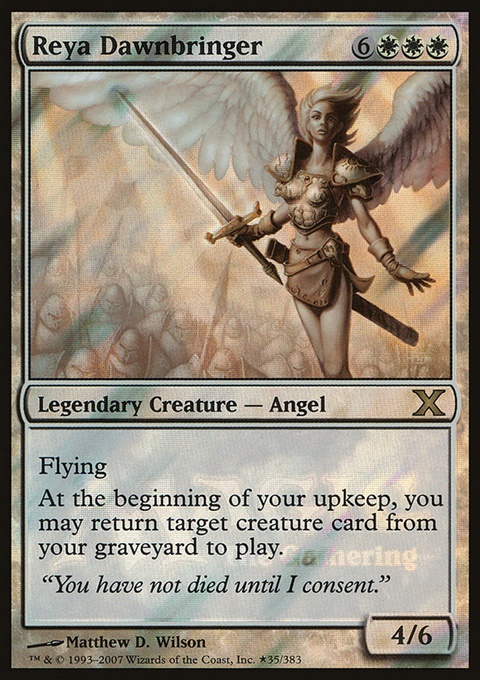 Reya Dawnbringer 6
Legendary Creature — Angel X
Flying
At the beginning of your upkeep, you
may return target creature card from
your graveyard to play.
“You have not died until I consent.”
Matthew D. Wilson
4/6
™ & © 1993–2007 Wizards of the Coast, Inc. ★35/383